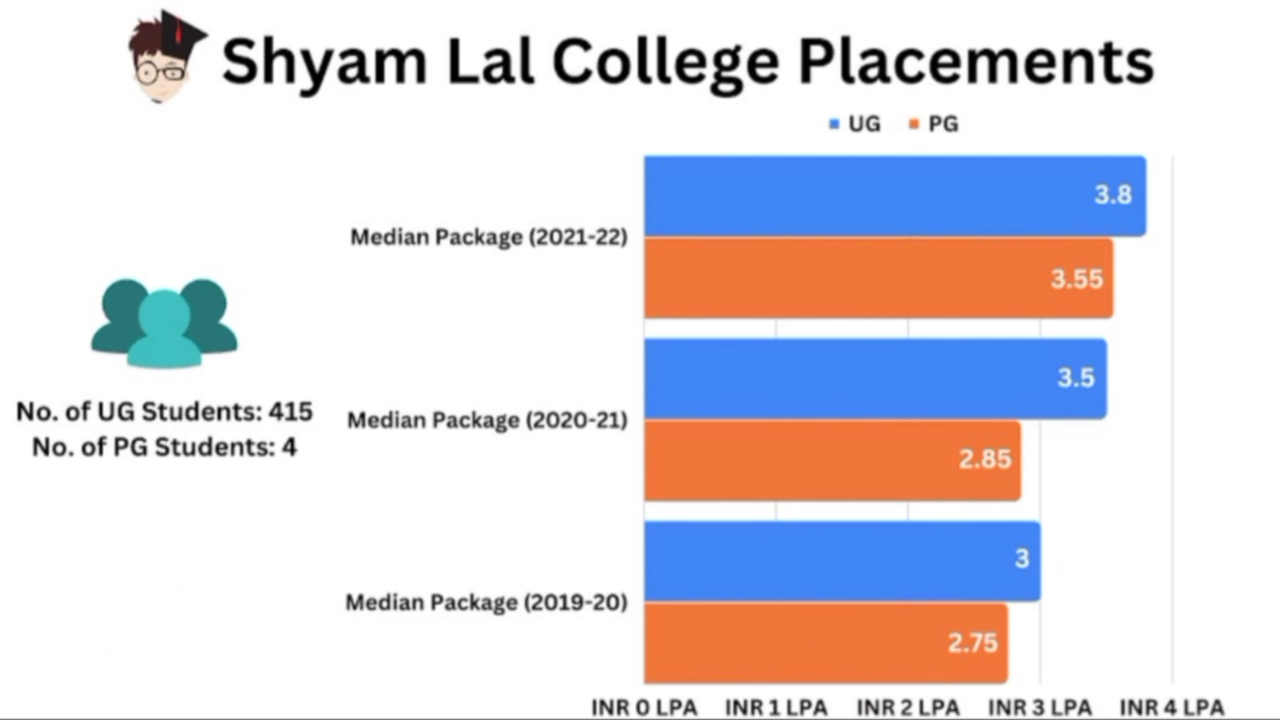 Shyam Lal College Placements
UG PG
3.8
Median Package (2021-22)
3.55
3.5
No. of UG Students: 415
Median Package (2020-21)
No. of PG Students: 4
2.85
3
Median Package (2019-20)
2.75
INR 0 LPA INR 1 LPA INR 2 LPA INR 3 LPA INR 4 LPA